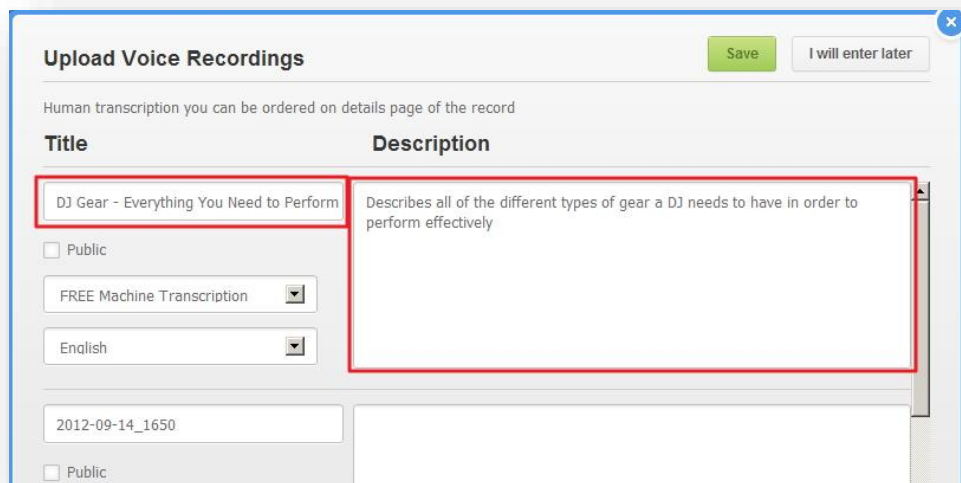 Upload Voice Recordings
Save
I will enter later
Human transcription you can be ordered on details page of the record
Title
Description
DJ Gear - Everything You Need to Perform
Describes all of the different types of gear a DJ needs to have in order to
perform effectively
Public
FREE Machine Transcription
English
2012-09-14_1650
Public